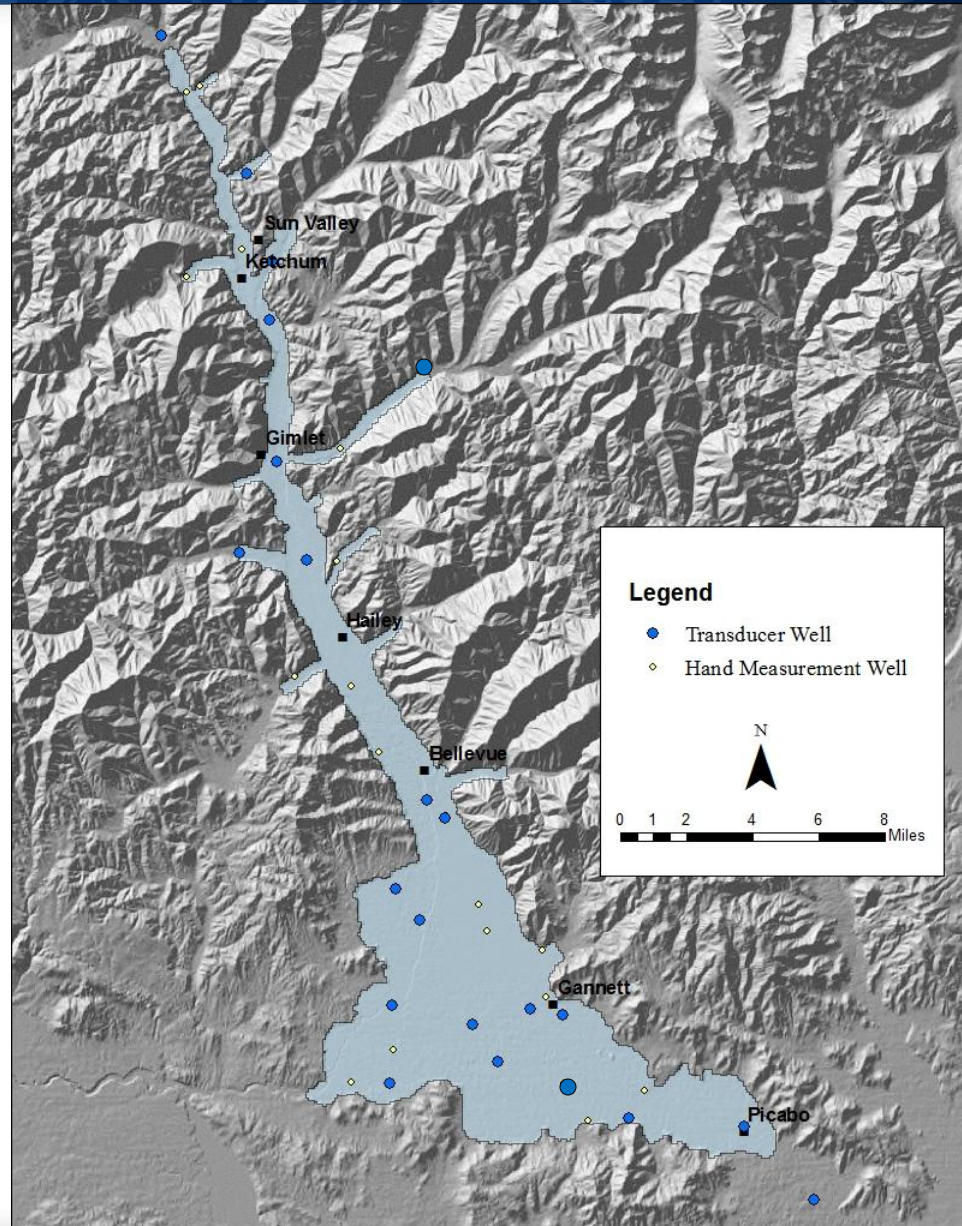 Sun Valley
Ketchum
Gimlet
Hailey
Bellevue
Gannett
Picabo
Legend
Transducer Well
Hand Measurement Well
N
0 1 2 4 6 8
Miles